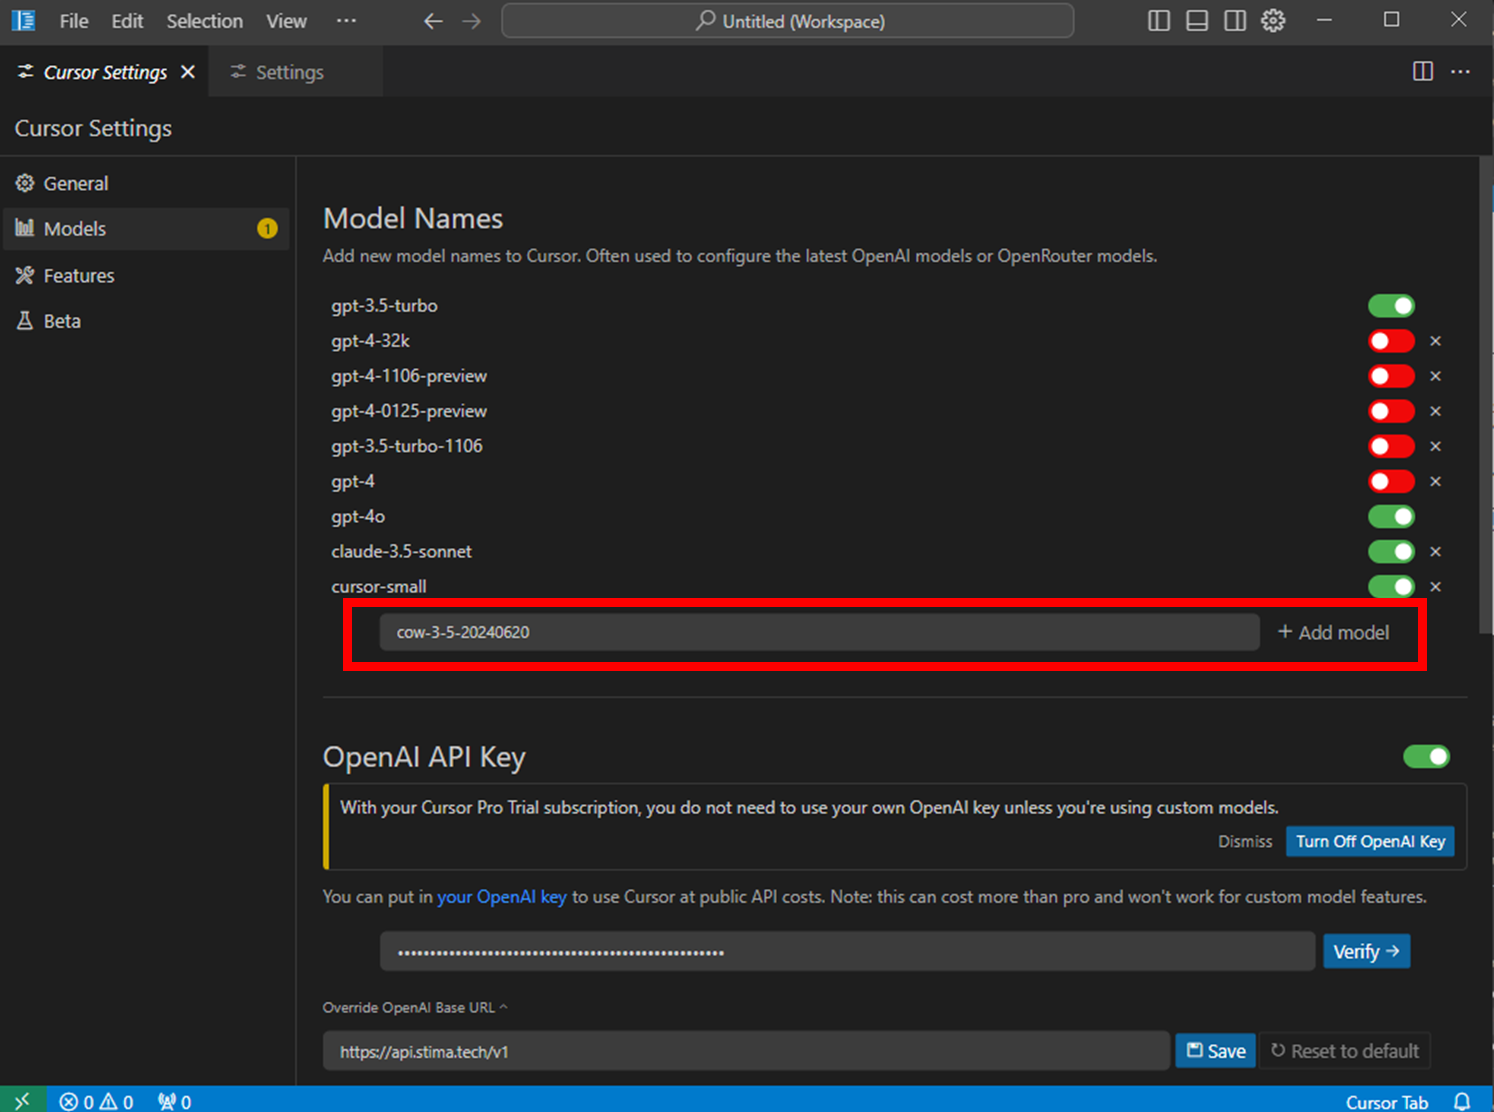 File Edit Selection View ··· Untitled (Workspace)
Cursor Settings Settings
Cursor Settings
General
Models 1
Features
Beta
Model Names
Add new model names to Cursor. Often used to configure the latest OpenAI models or OpenRouter models.
gpt-3.5-turbo
gpt-4-32k
gpt-4-1106-preview
gpt-4-0125-preview
gpt-3.5-turbo-1106
gpt-4
gpt-4o
claude-3.5-sonnet
cursor-small
cow-3-5-20240620 + Add model
OpenAI API Key
With your Cursor Pro Trial subscription, you do not need to use your own OpenAI key unless you're using custom models.
Dismiss Turn Off OpenAI Key
You can put in your OpenAI key to use Cursor at public API costs. Note: this can cost more than pro and won't work for custom model features.
•••••••••••••••••••••••••••••••••••••••••••••••••••
Verify →
Override OpenAI Base URL ^
https://api.stima.tech/v1 Save Reset to default
0 0 0 Cursor Tab